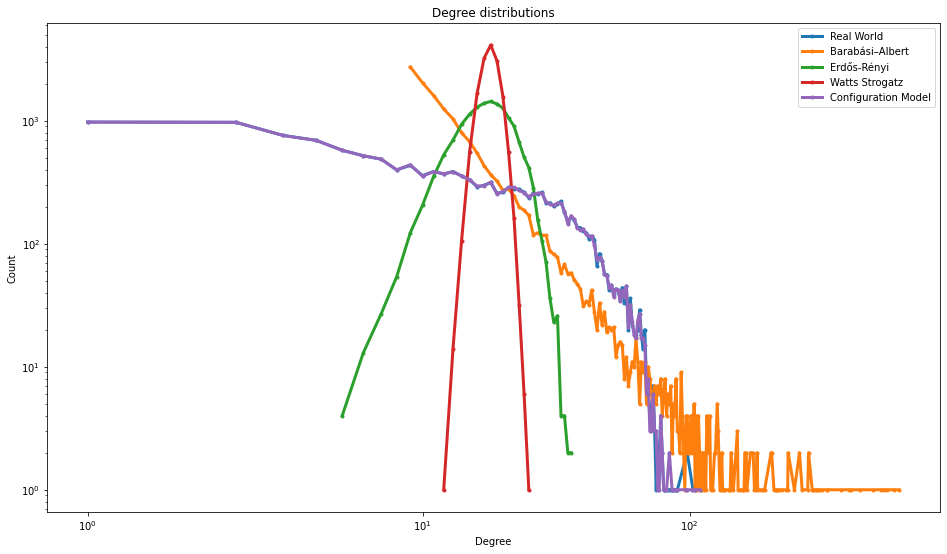 Degree distributions
Real World
Barabási–Albert
Erdős-Rényi
Watts Strogatz
Configuration Model
Count
10³
10²
10¹
10⁰
10⁰
10¹
10²
Degree